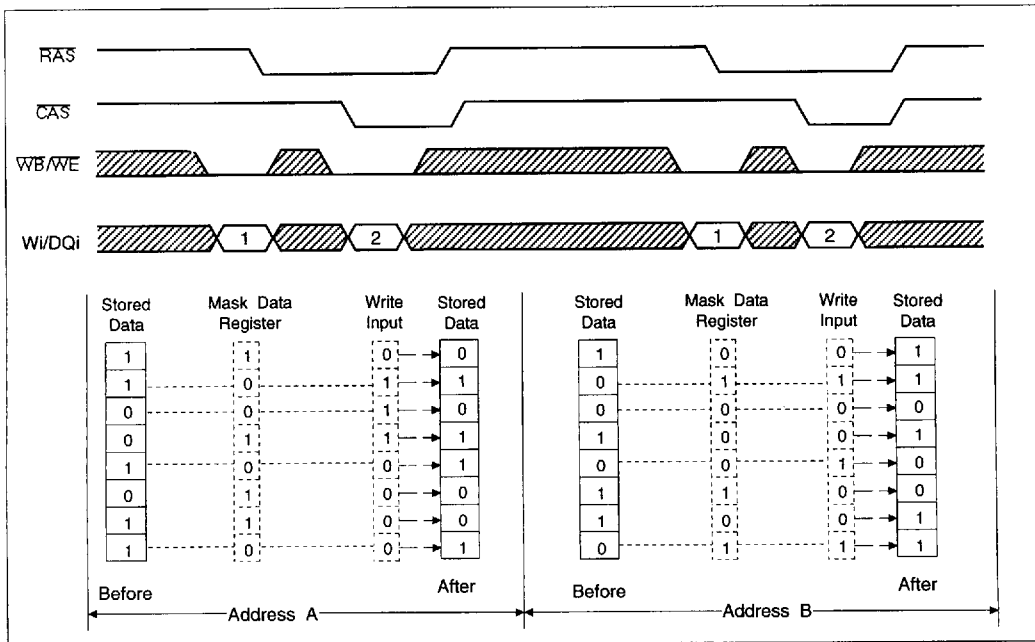 RAS
CAS
WB/WE
Wi/DQi 1 2 1 2
Stored Data Mask Data Register Write Input Stored Data Stored Data Mask Data Register Write Input Stored Data
1 1 0 0 1 0 0 1
1 0 1 1 0 1 1 1
0 0 1 0 0 0 0 0
0 1 1 1 1 0 0 1
1 0 0 1 0 0 1 0
0 1 0 0 1 1 0 0
1 1 0 0 1 0 0 1
1 0 0 1 0 1 1 1
Before After Before After
Address A Address B